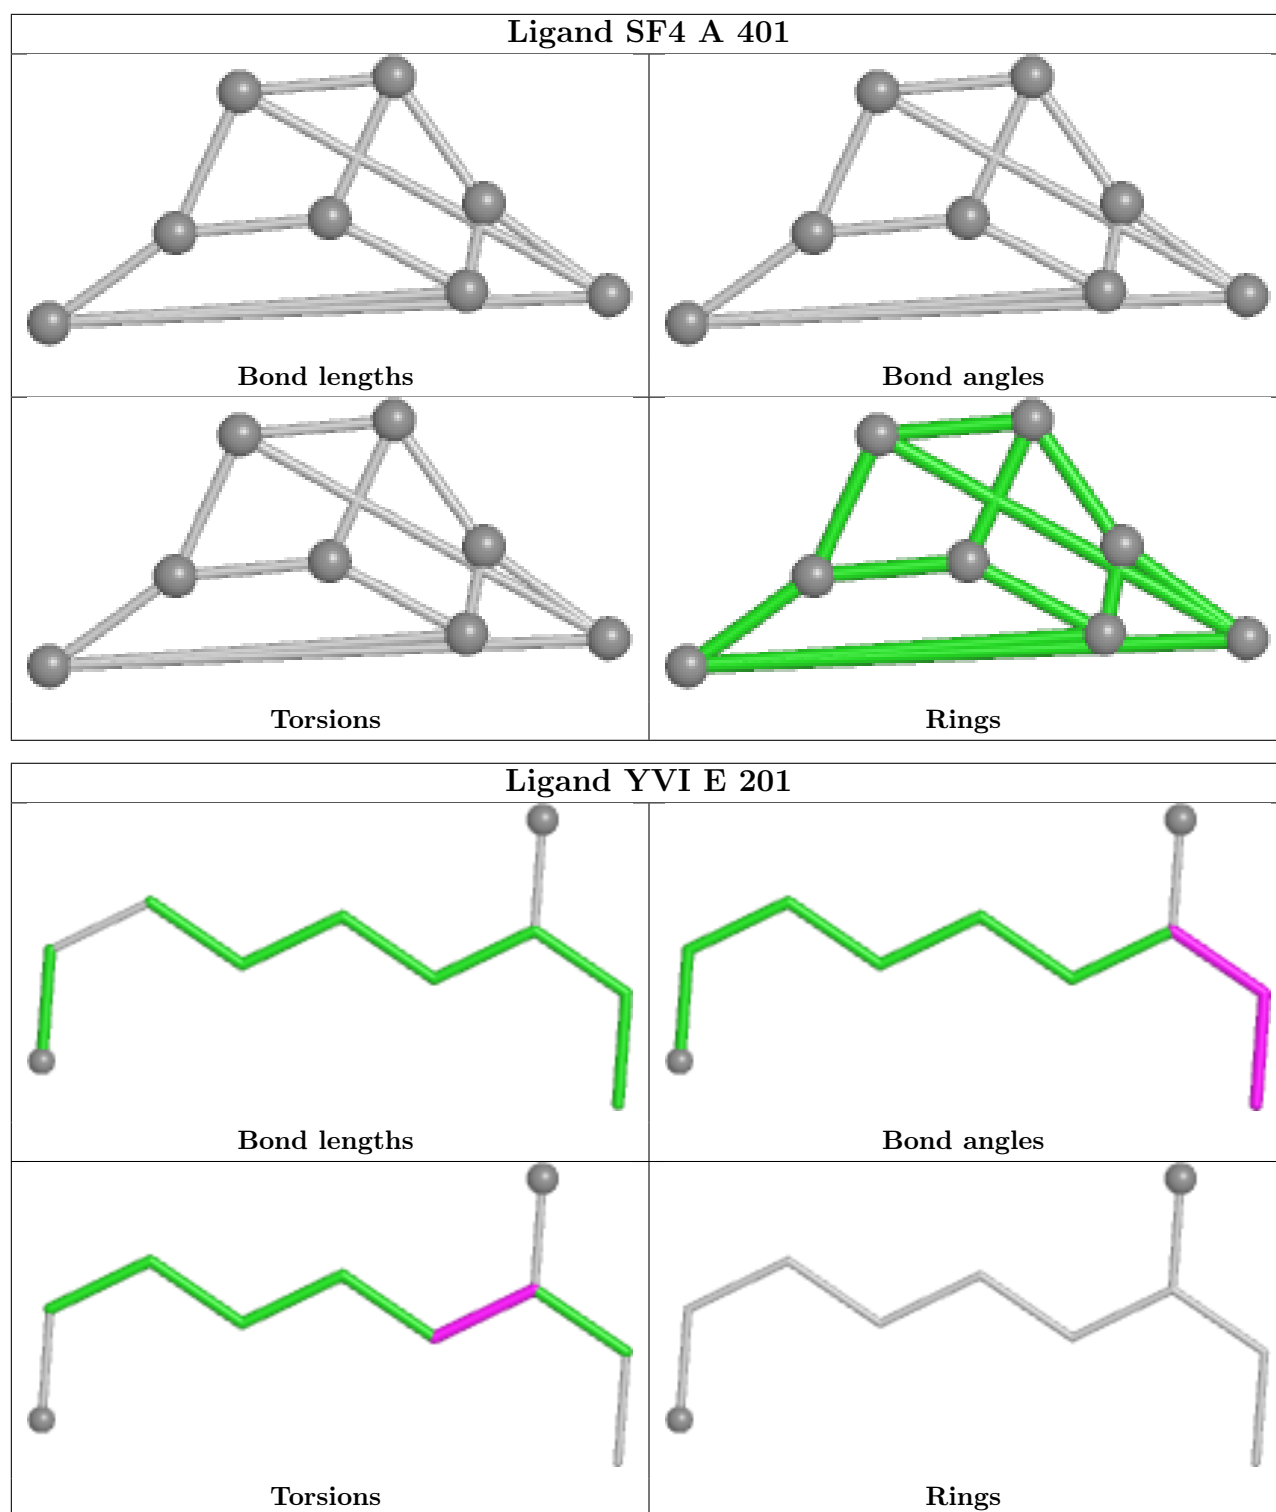 Ligand SF4 A 401
Bond lengths
Bond angles
Torsions
Rings
Ligand YVI E 201
Bond lengths
Bond angles
Torsions
Rings